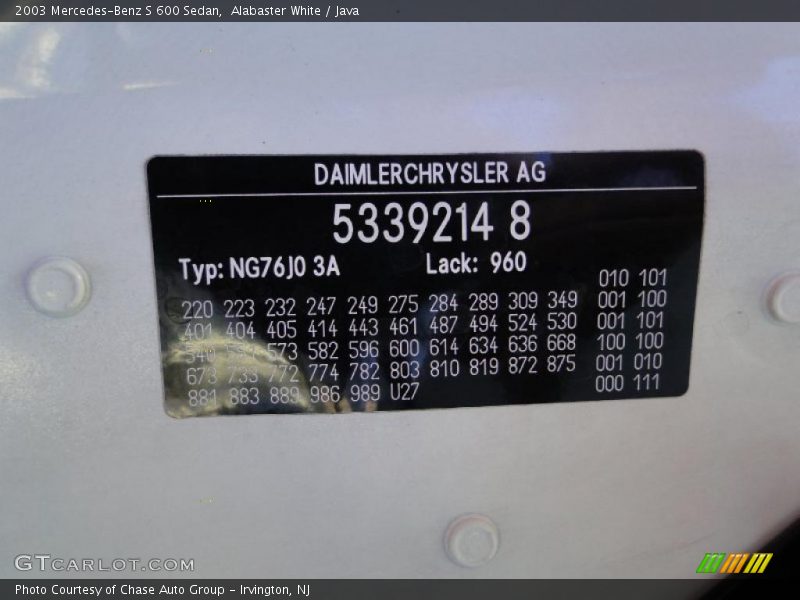 2003 Mercedes-Benz S 600 Sedan, Alabaster White / Java
DAIMLERCHRYSLER AG
5339214 8
Typ: NG76J0 3A Lack: 960
010 101
220 223 232 247 249 275 284 289 309 349 001 100
401 404 405 414 443 461 487 494 524 530 001 101
540 573 582 596 600 614 634 636 668 100 100
673 733 772 774 782 803 810 819 872 875 001 010
881 883 889 986 989 U27 000 111
GTCARLOT.COM
Photo Courtesy of Chase Auto Group - Irvington, NJ